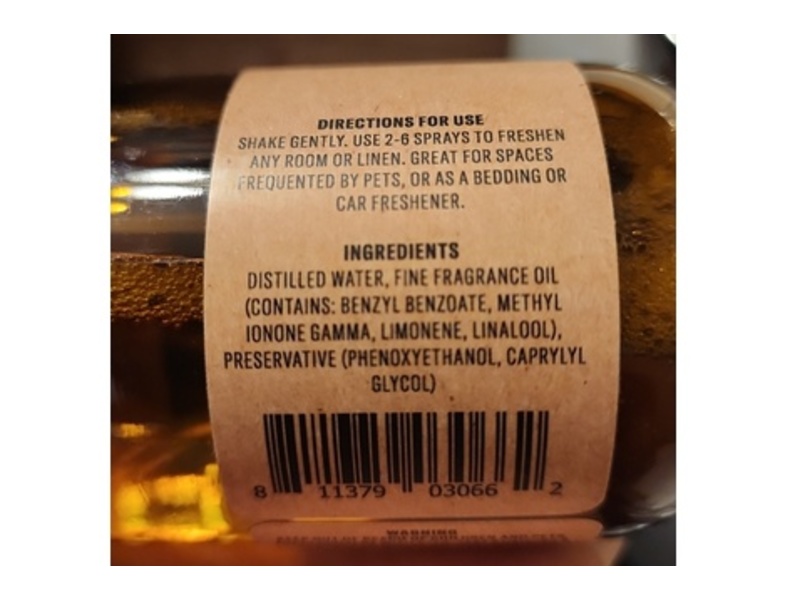 DIRECTIONS FOR USE
SHAKE GENTLY. USE 2-6 SPRAYS TO FRESHEN
ANY ROOM OR LINEN. GREAT FOR SPACES
FREQUENTED BY PETS, OR AS A BEDDING OR
CAR FRESHENER.
INGREDIENTS
DISTILLED WATER, FINE FRAGRANCE OIL
(CONTAINS: BENZYL BENZOATE, METHYL
IONONE GAMMA, LIMONENE, LINALOOL),
PRESERVATIVE (PHENOXYETHANOL, CAPRYLYL
GLYCOL)
8 11379 03066 2
WARNING